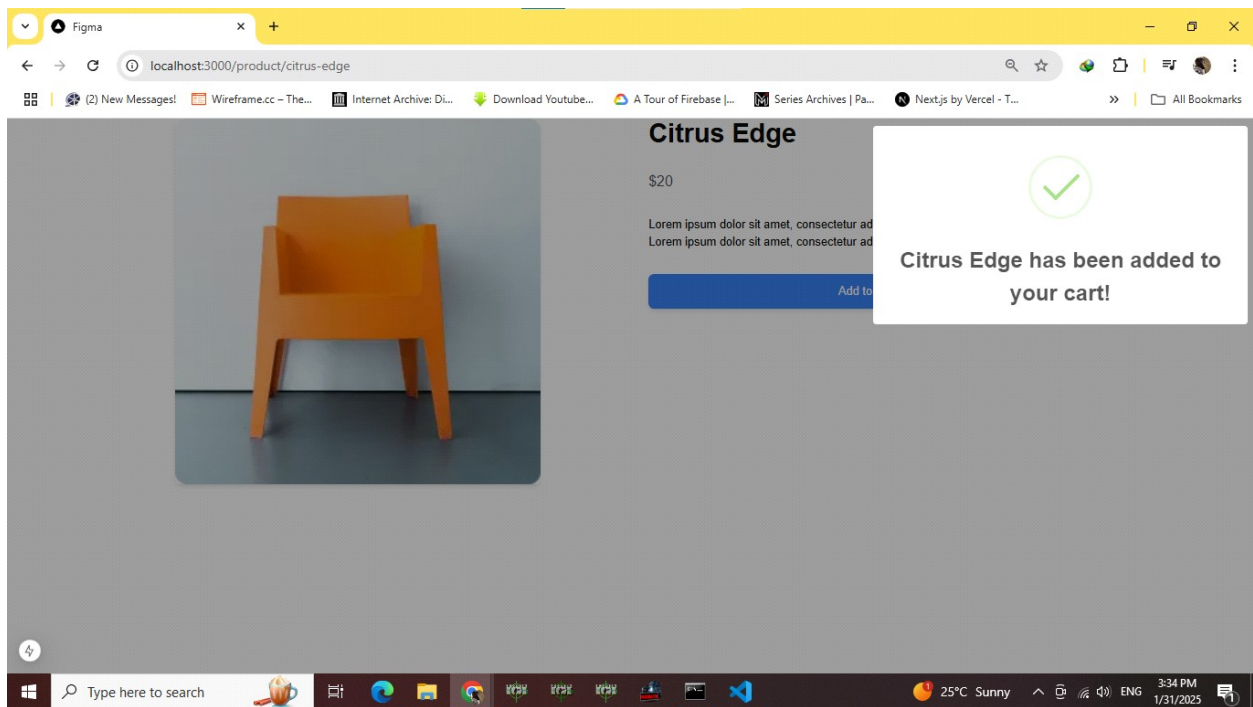 Figma
localhost:3000/product/citrus-edge
(2) New Messages!
Wireframe.cc – The...
Internet Archive: Di...
Download Youtube...
A Tour of Firebase |...
Series Archives | Pa...
Next.js by Vercel - T...
All Bookmarks
Citrus Edge
$20
Lorem ipsum dolor sit amet, consectetur ad
Lorem ipsum dolor sit amet, consectetur ad
Add to
Citrus Edge has been added to
your cart!
Type here to search
25°C Sunny
ENG
3:34 PM
1/31/2025